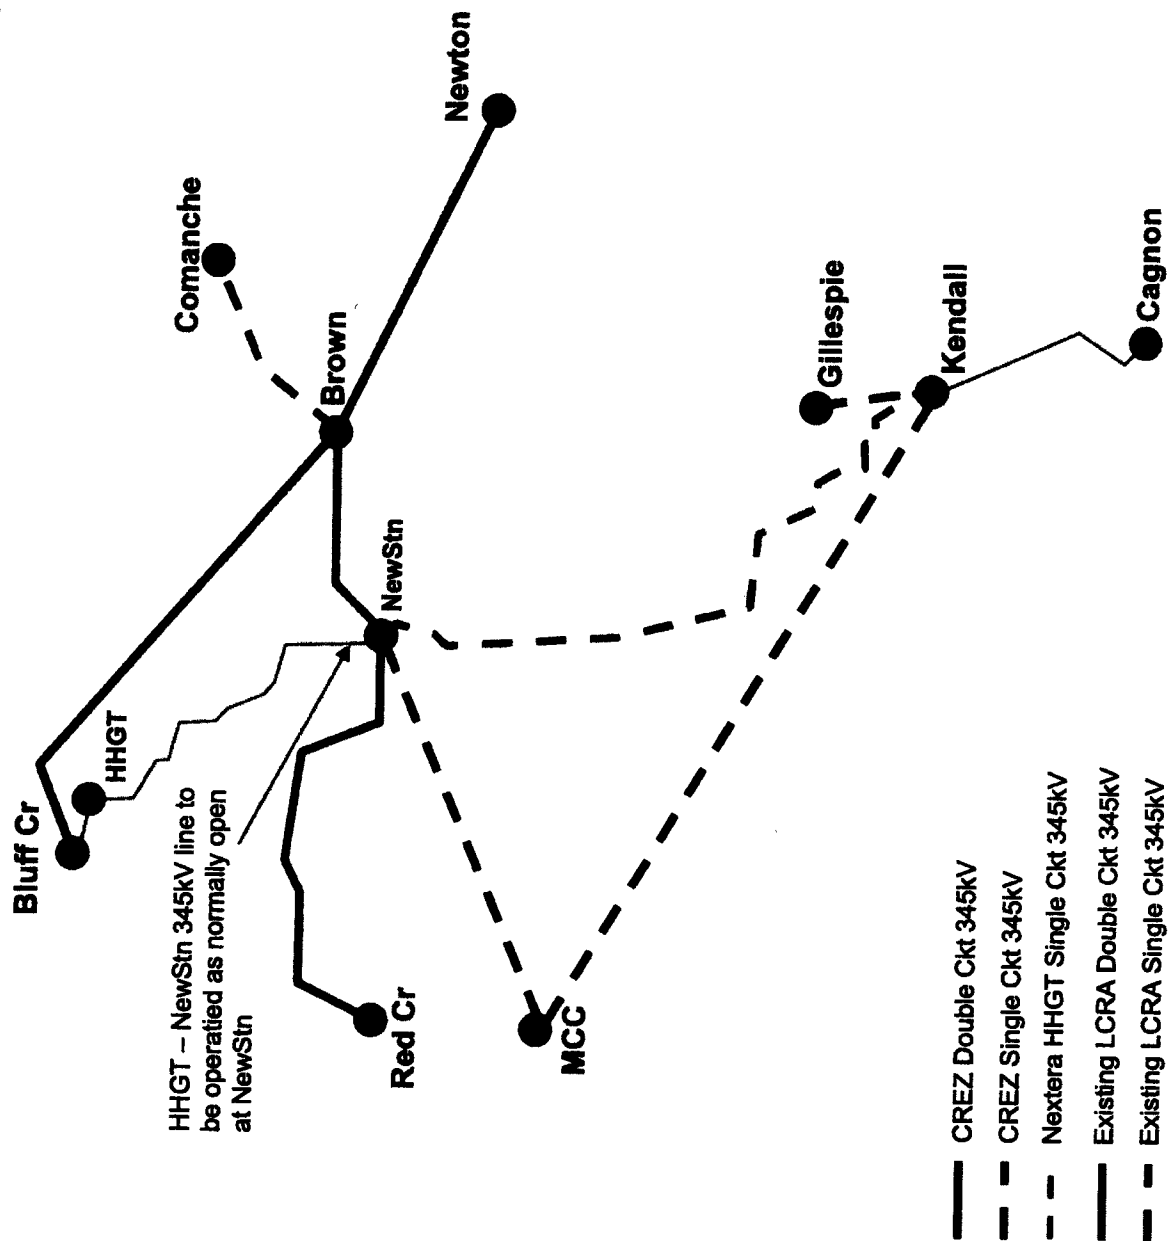 Bluff Cr
HHGT
Comanche
Newton
Brown
HHGT – NewStn 345kV line to
be operatied as normally open
at NewStn
NewStn
Red Cr
MCC
Gillespie
Kendall
Cagnon
CREZ Double Ckt 345kV
CREZ Single Ckt 345kV
Nextera HHGT Single Ckt 345kV
Existing LCRA Double Ckt 345kV
Existing LCRA Single Ckt 345kV